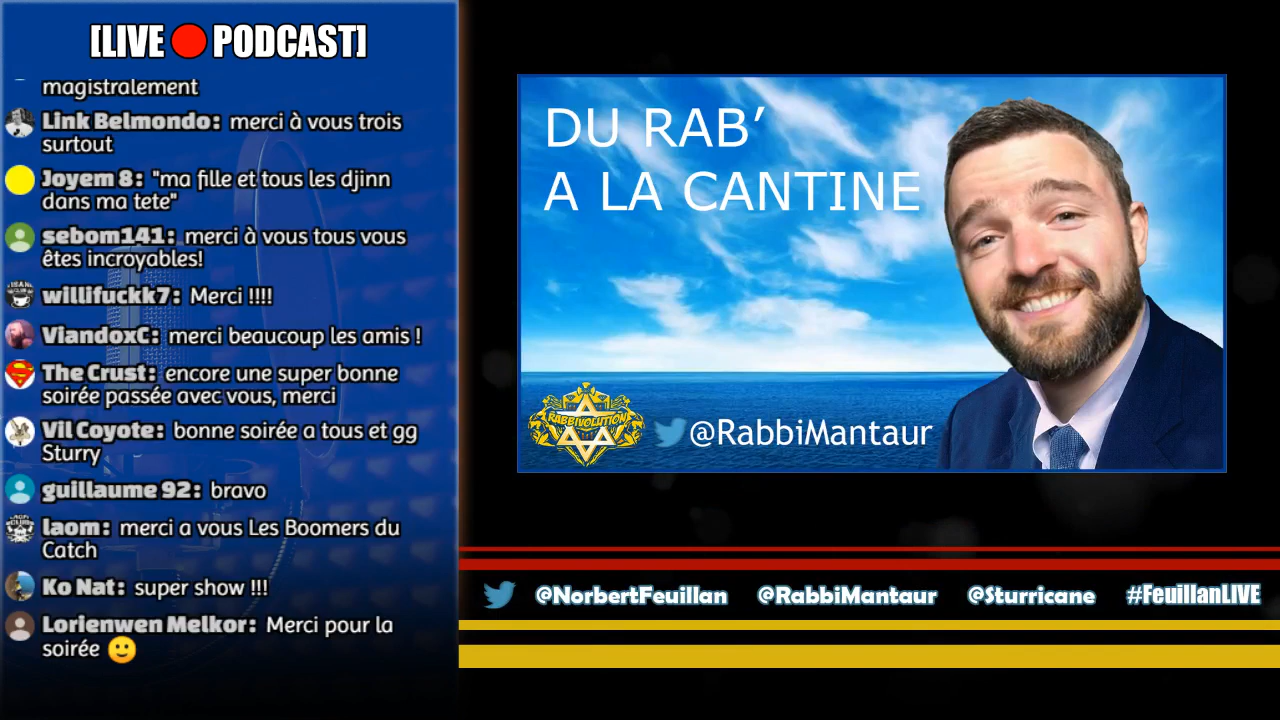 [LIVE PODCAST]
magistralement
Link Belmondo: merci à vous trois
surtout
Joyem 8: "ma fille et tous les djinn
dans ma tete"
sebom141: merci à vous tous vous
êtes incroyables!
willifuckk7: Merci !!!!
ViandoxC: merci beaucoup les amis !
The Crust: encore une super bonne
soirée passée avec vous, merci
Vil Coyote: bonne soirée a tous et gg
Sturry
guillaume 92: bravo
laom: merci a vous Les Boomers du
Catch
Ko Nat: super show !!!
Lorienwen Melkor: Merci pour la
soirée 🙂
DU RAB’
A LA CANTINE
RABBIVOLUTION
@RabbiMantaur
@NorbertFeuillan @RabbiMantaur @Sturricane #FeuillanLIVE